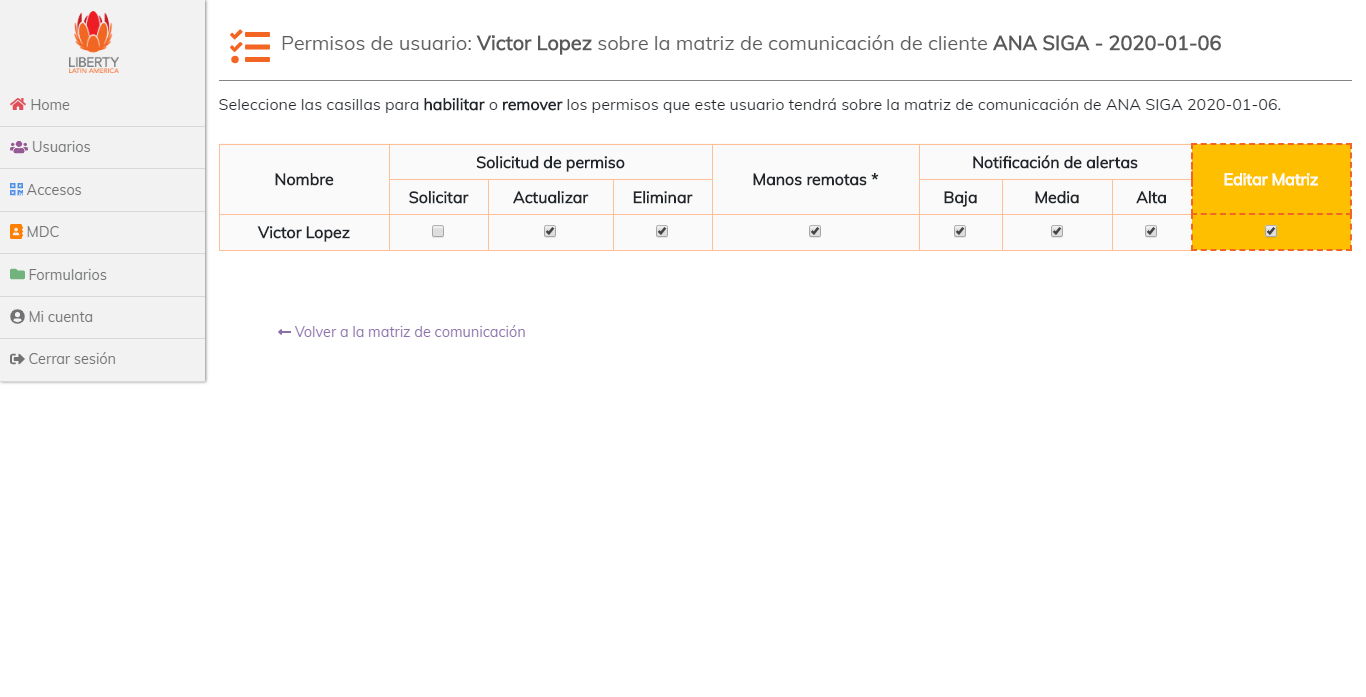 LIBERTY
LATIN AMERICA
Home
Usuarios
Accesos
MDC
Formularios
Mi cuenta
Cerrar sesión
Permisos de usuario: Victor Lopez sobre la matriz de comunicación de cliente ANA SIGA - 2020-01-06
Seleccione las casillas para habilitar o remover los permisos que este usuario tendrá sobre la matriz de comunicación de ANA SIGA 2020-01-06.
Nombre
Solicitud de permiso
Manos remotas *
Notificación de alertas
Editar Matriz
Solicitar
Actualizar
Eliminar
Baja
Media
Alta
Victor Lopez
Volver a la matriz de comunicación